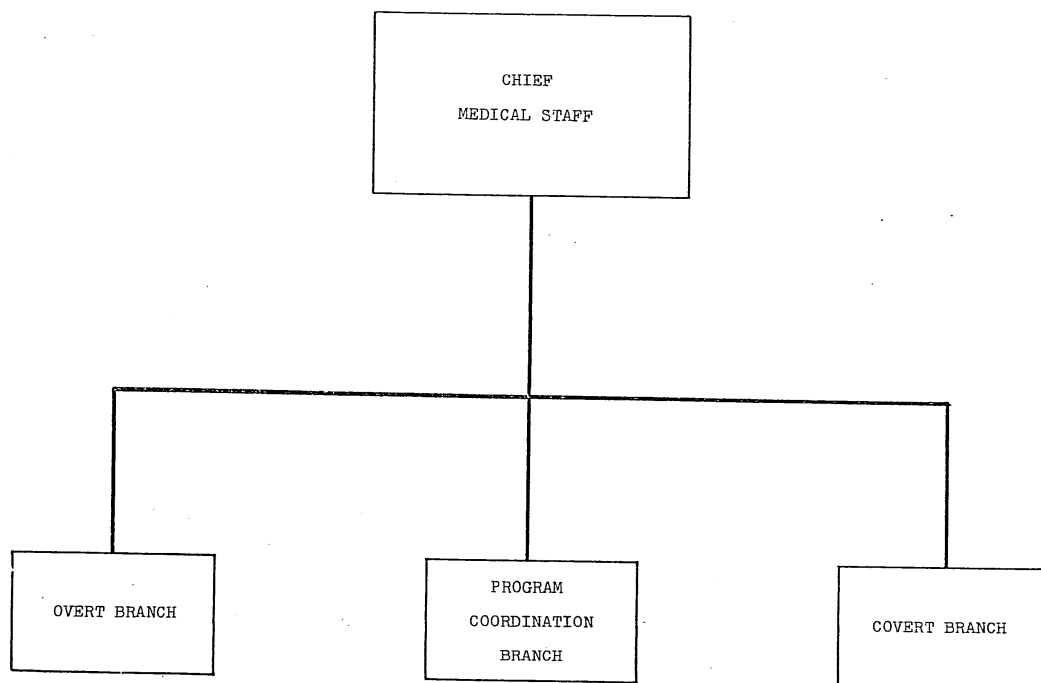 CHIEF
MEDICAL STAFF
OVERT BRANCH
PROGRAM
COORDINATION
BRANCH
COVERT BRANCH